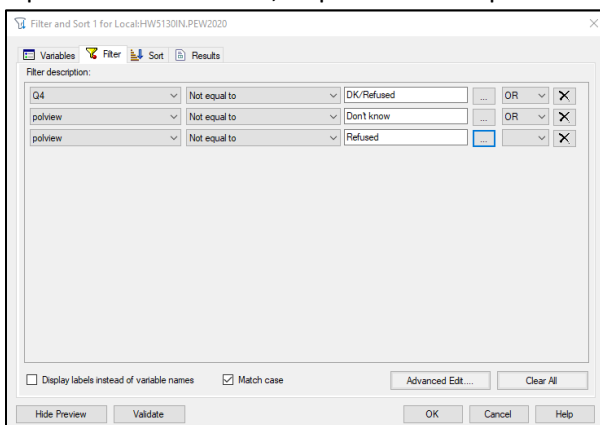 Filter and Sort 1 for Local:HW5130IN.PEW2020
Variables Filter Sort Results
Filter description:
Q4 Not equal to DK/Refused ... OR
polview Not equal to Don't know ... OR
polview Not equal to Refused ...
Display labels instead of variable names Match case Advanced Edit.... Clear All
Hide Preview Validate OK Cancel Help